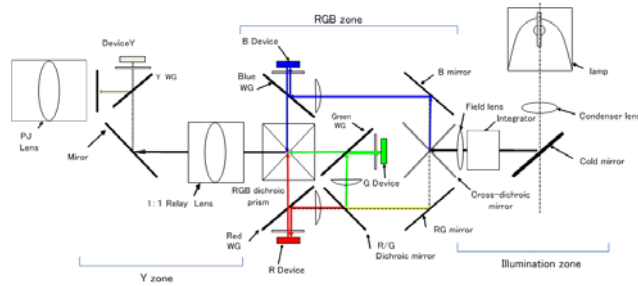 RGB zone
DeviceY
B Device
Y WG
Blue
WG
B mirror
lamp
Field lens
Integrator
Condenser lens
Green
WG
PJ
Lens
Miror
Cold mirror
G Device
1:1 Relay Lens
RGB dichroic
prism
Cross-dichroic
mirror
Red
WG
R Device
R/G
Dichroic mirror
RG mirror
Y zone
Illumination zone